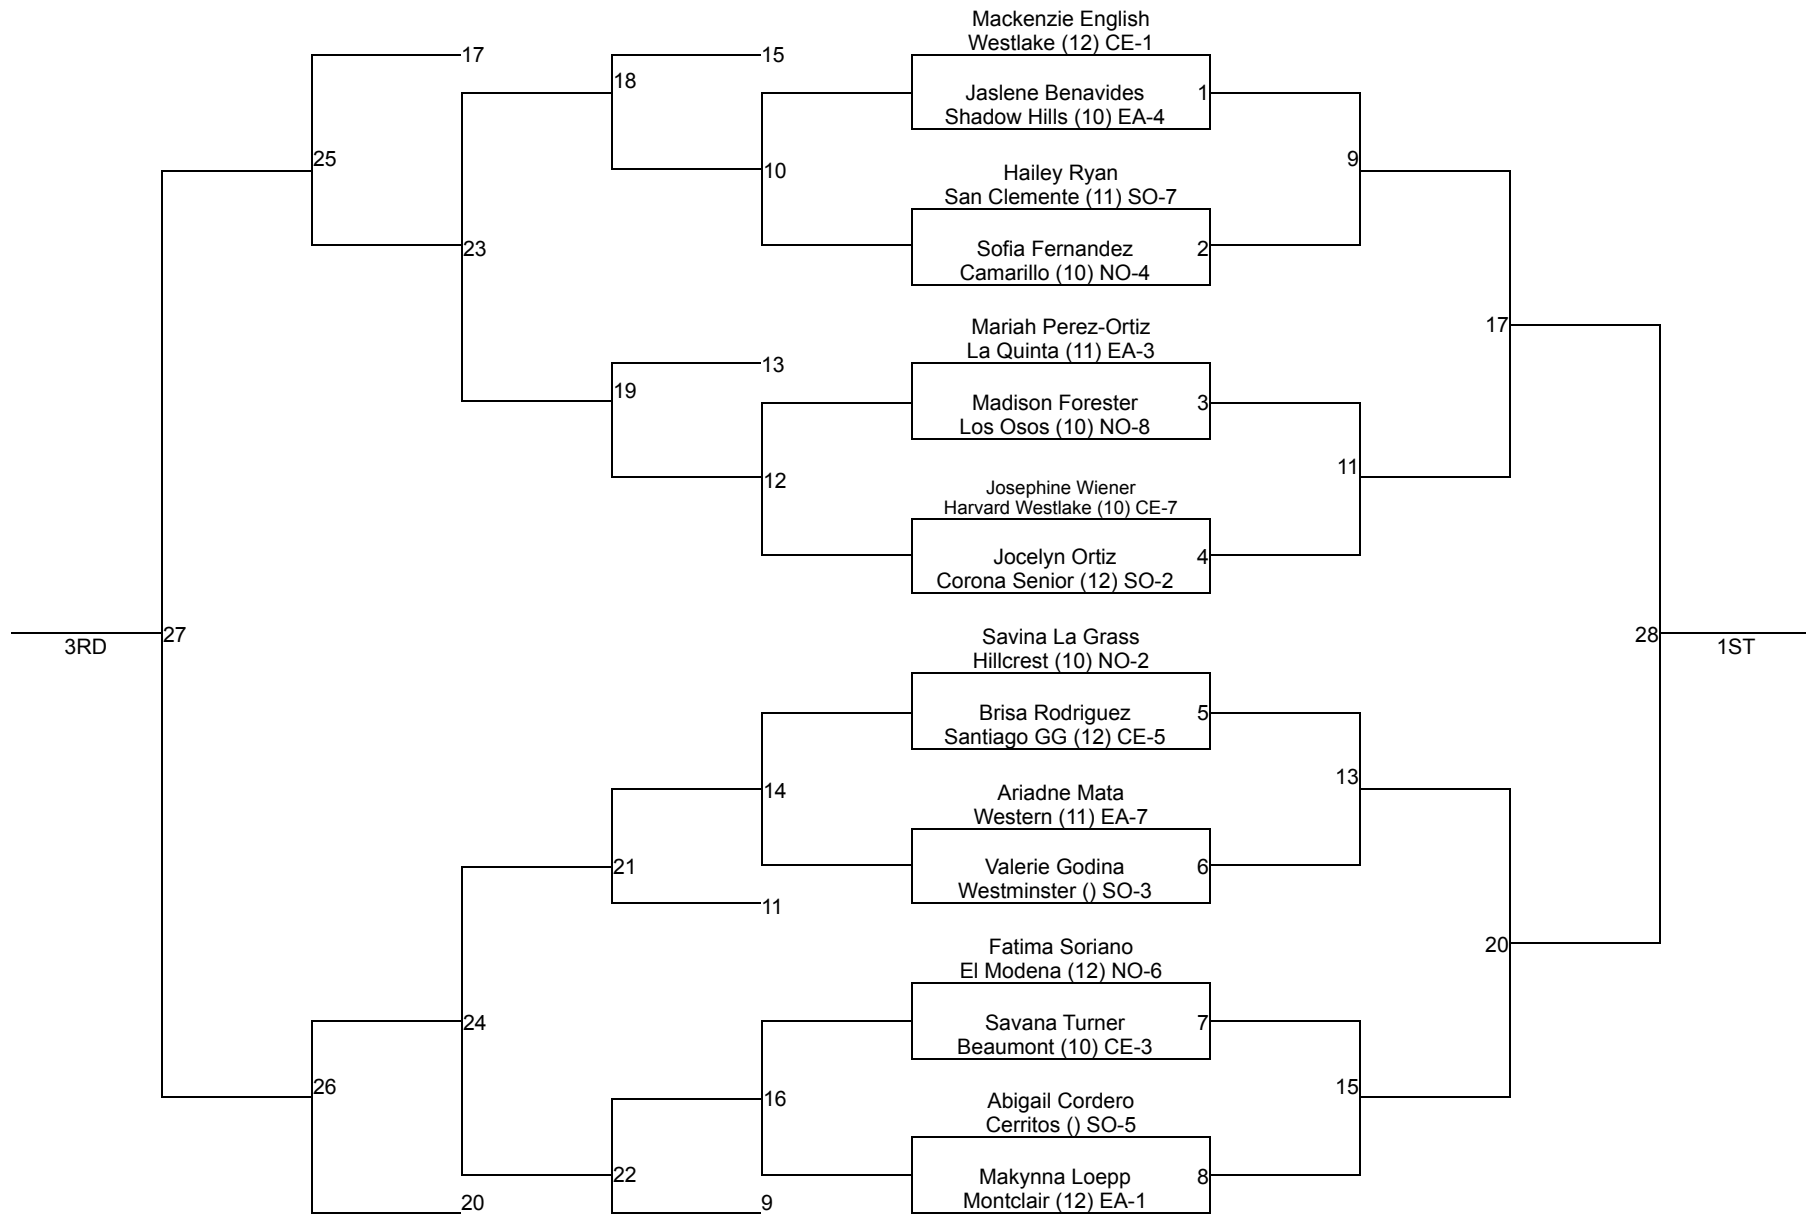 Mackenzie English
Westlake (12) CE-1
17
15
18
Jaslene Benavides
1
Shadow Hills (10) EA-4
25
9
10
Hailey Ryan
San Clemente (11) SO-7
23
Sofia Fernandez
2
Camarillo (10) NO-4
Mariah Perez-Ortiz
17
La Quinta (11) EA-3
13
19
Madison Forester
3
Los Osos (10) NO-8
11
12
Josephine Wiener
Harvard Westlake (10) CE-7
Jocelyn Ortiz
4
Corona Senior (12) SO-2
Savina La Grass
27
28
3RD
1ST
Hillcrest (10) NO-2
Brisa Rodriguez
5
Santiago GG (12) CE-5
13
14
Ariadne Mata
Western (11) EA-7
21
Valerie Godina
6
Westminster () SO-3
11
Fatima Soriano
20
El Modena (12) NO-6
24
Savana Turner
7
Beaumont (10) CE-3
26
15
16
Abigail Cordero
Cerritos () SO-5
22
Makynna Loepp
8
20
9
Montclair (12) EA-1